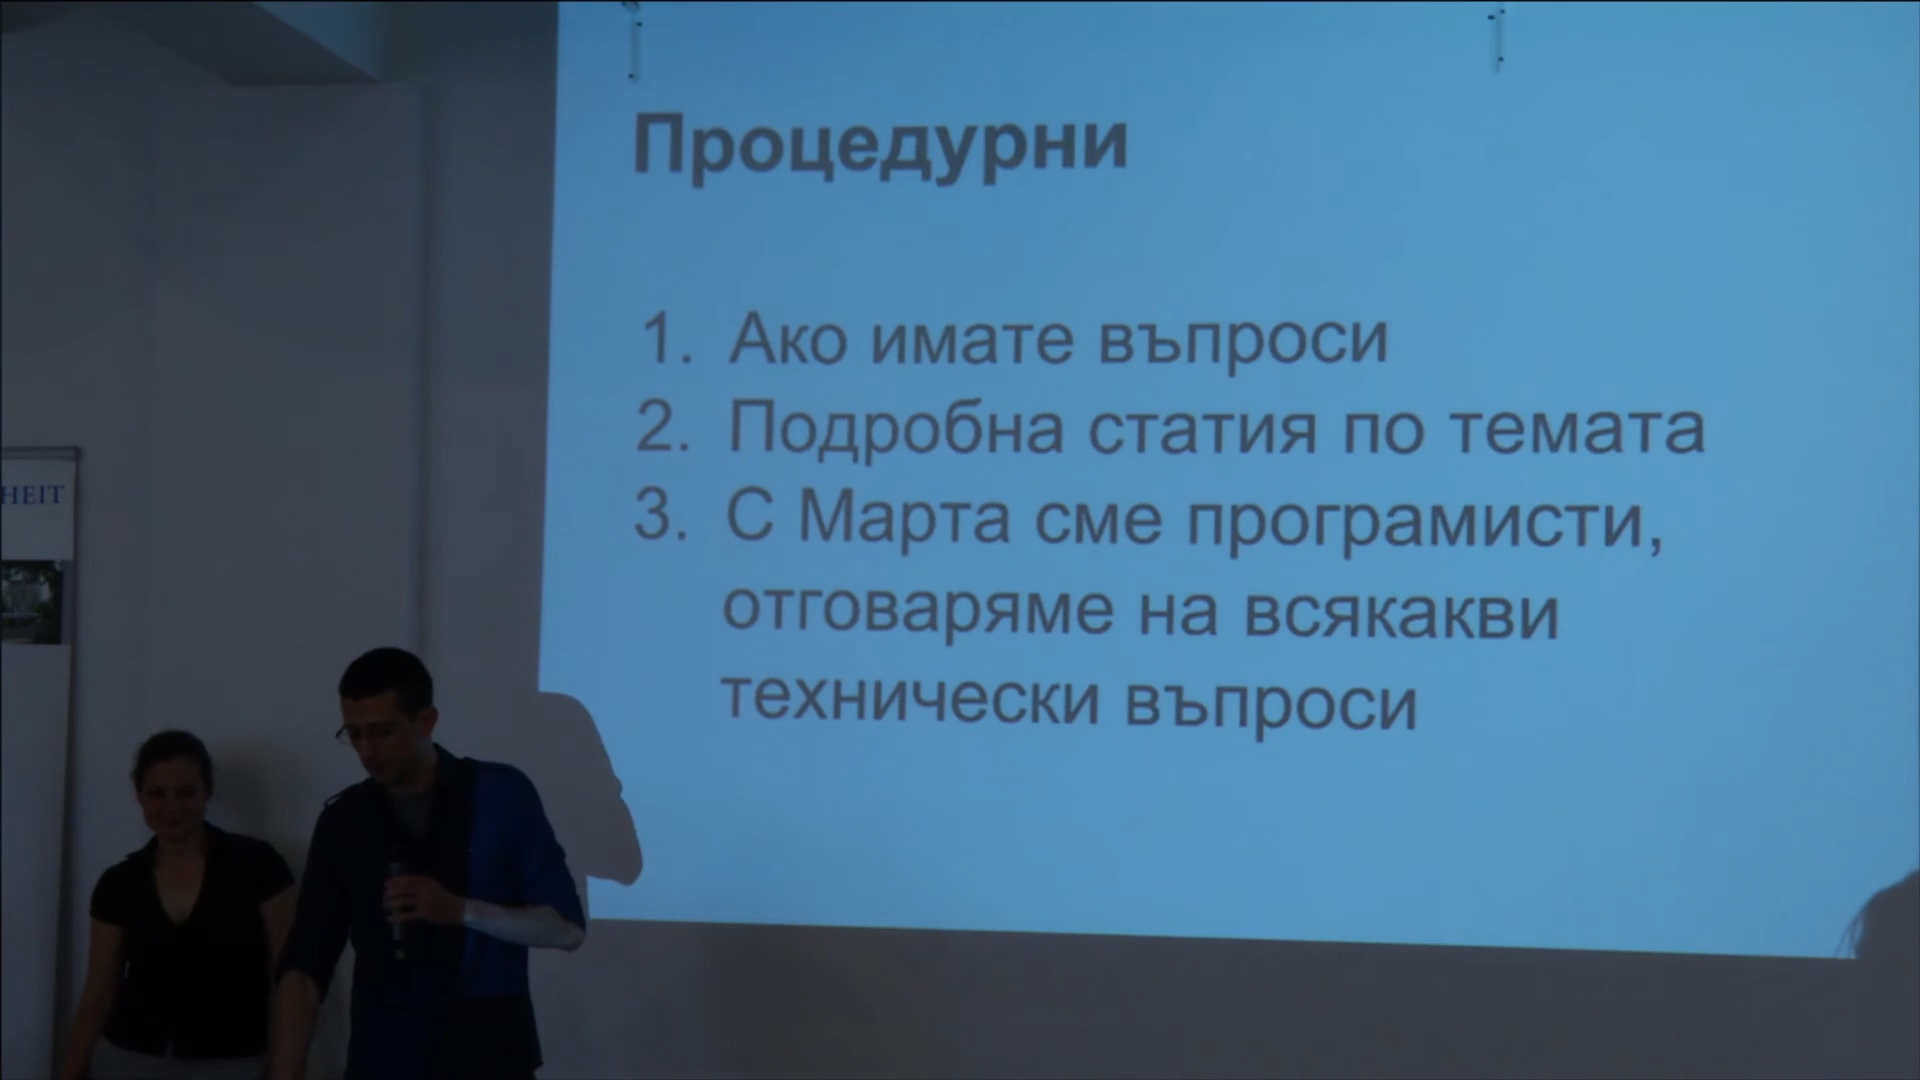 Процедурни
1. Ако имате въпроси
2. Подробна статия по темата
3. С Марта сме програмисти,
отговаряме на всякакви
технически въпроси
HEIT